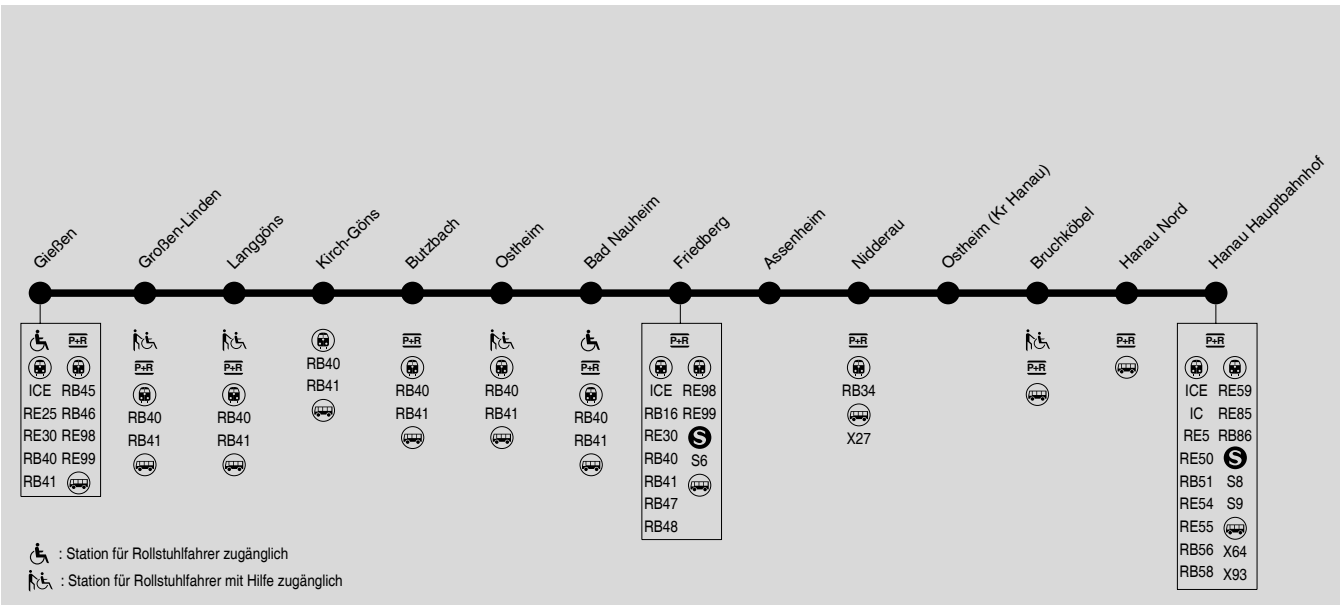 Gießen
Großen-Linden
Langgöns
Kirch-Göns
Butzbach
Ostheim
Bad Nauheim
Friedberg
Assenheim
Nidderau
Ostheim (Kr Hanau)
Bruchköbel
Hanau Nord
Hanau Hauptbahnhof
P+R
ICE RB45
RE25 RB46
RE30 RE98
RB40 RE99
RB41
P+R
RB40
RB41
P+R
RB40
RB41
RB40
RB41
P+R
RB40
RB41
RB40
RB41
P+R
RB40
RB41
P+R
ICE RE98
RB16 RE99
RE30 S
RB40 S6
RB41
RB47
RB48
P+R
RB34
X27
P+R
P+R
P+R
ICE RE59
IC RE85
RE5 RB86
RE50 S
RB51 S8
RE54 S9
RE55
RB56 X64
RB58 X93
: Station für Rollstuhlfahrer zugänglich
: Station für Rollstuhlfahrer mit Hilfe zugänglich